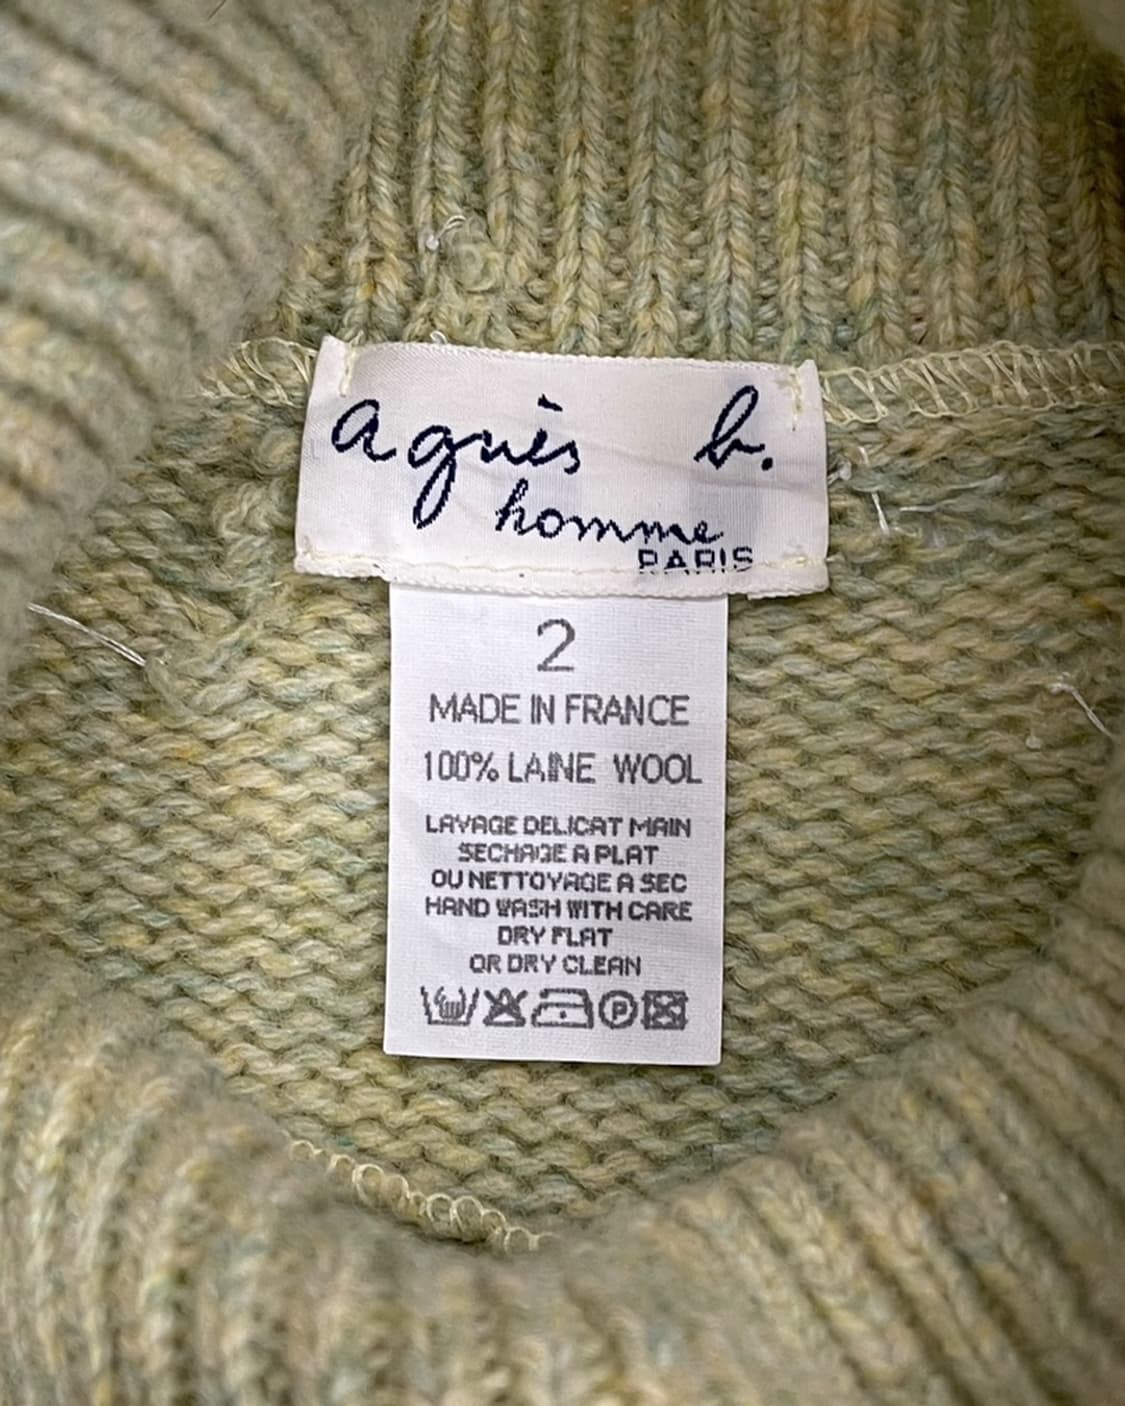 agnès b.
homme
PARIS
2
MADE IN FRANCE
100% LAINE WOOL
LAVAGE DELICAT MAIN
SECHAGE A PLAT
OU NETTOYAGE A SEC
HAND WASH WITH CARE
DRY FLAT
OR DRY CLEAN
P